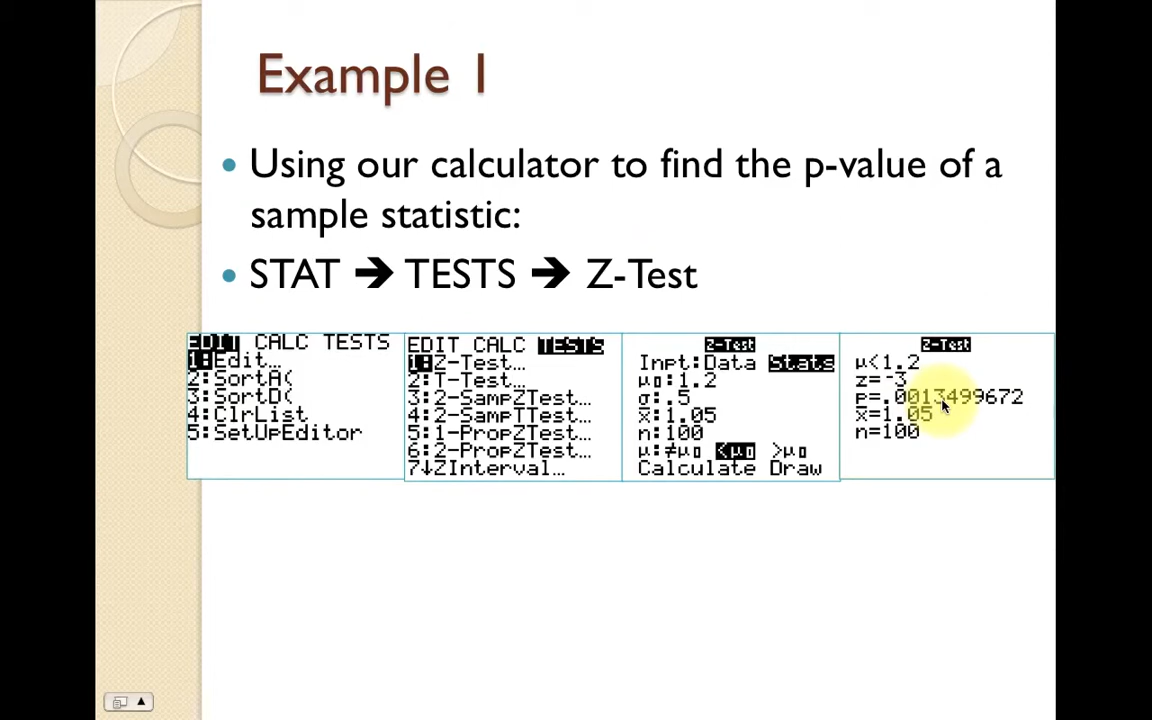 Example 1
Using our calculator to find the p-value of a
sample statistic:
STAT ➔ TESTS ➔ Z-Test
EDIT CALC TESTS
1:Edit…
2:SortA(
3:SortD(
4:ClrList
5:SetUpEditor
EDIT CALC TESTS
1:Z-Test…
2:T-Test…
3:2-SampZTest…
4:2-SampTTest…
5:1-PropZTest…
6:2-PropZTest…
7↓ZInterval…
Z-Test
Inpt:Data Stats
μ₀:1.2
σ:.5
x̄:1.05
n:100
μ:≠μ₀ <μ₀ >μ₀
Calculate Draw
Z-Test
μ<1.2
z=-3
p=.0013499672
x̄=1.05
n=100